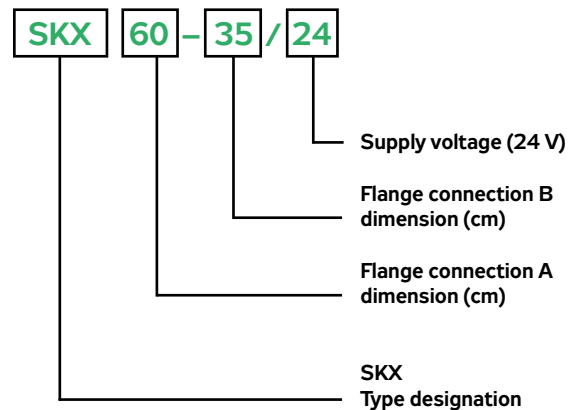 SKX 60 – 35 / 24
Supply voltage (24 V)
Flange connection B
dimension (cm)
Flange connection A
dimension (cm)
SKX
Type designation